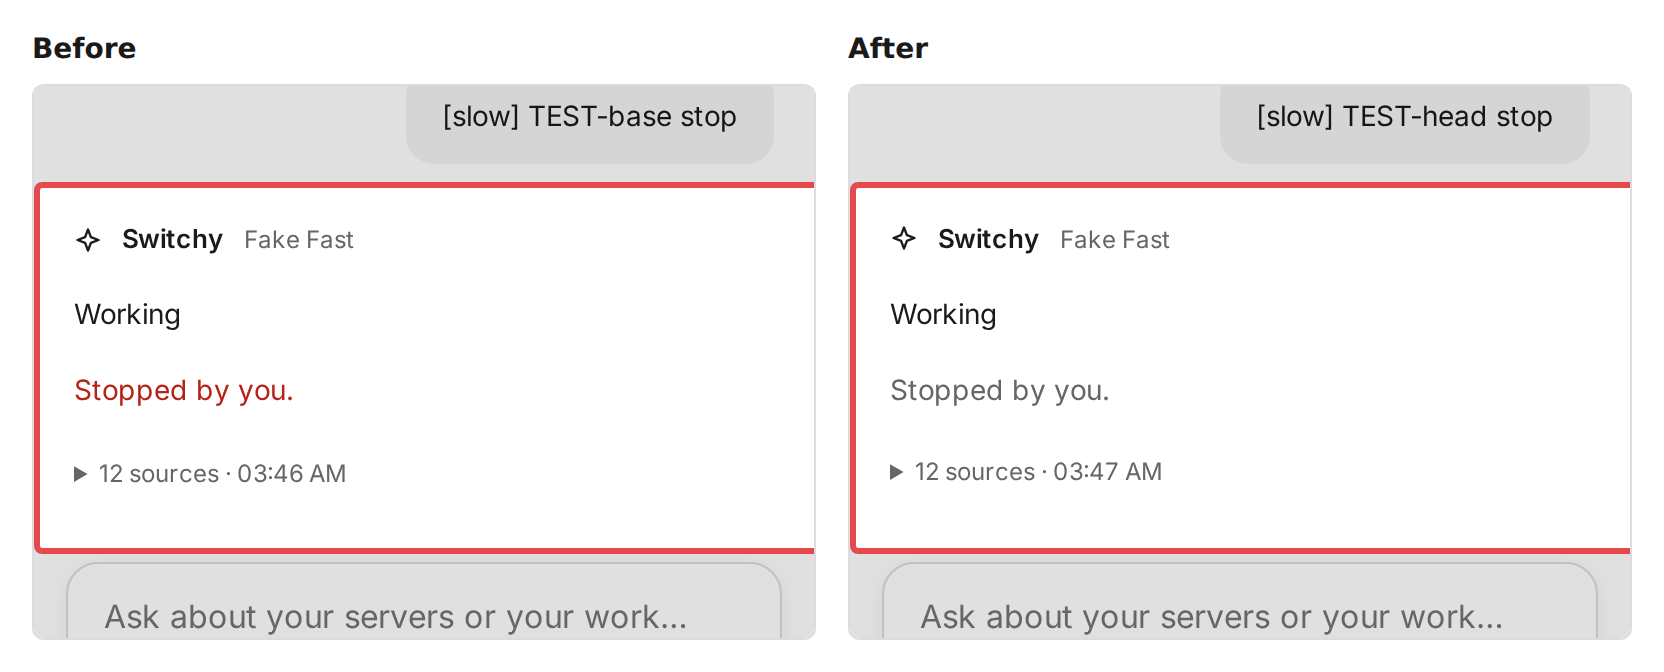 Before
[slow] TEST-base stop
Switchy Fake Fast
Working
Stopped by you.
▶ 12 sources · 03:46 AM
Ask about your servers or your work...
After
[slow] TEST-head stop
Switchy Fake Fast
Working
Stopped by you.
▶ 12 sources · 03:47 AM
Ask about your servers or your work...